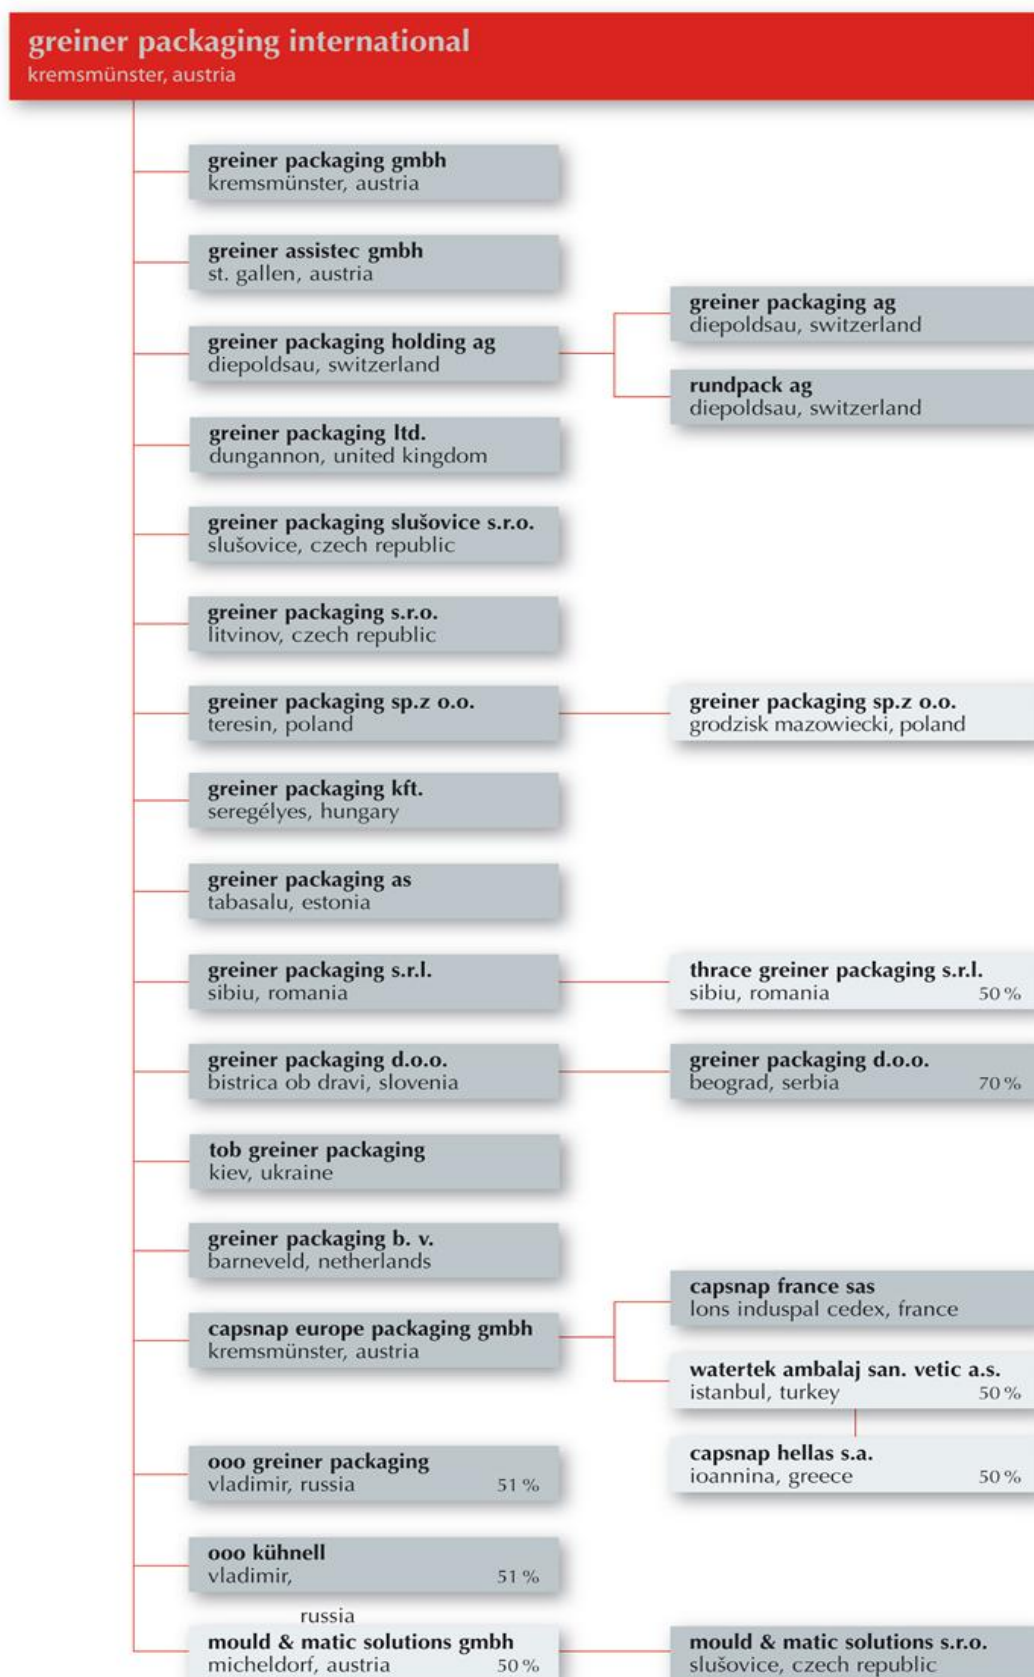 greiner packaging international
kremsmünster, austria
greiner packaging gmbh
kremsmünster, austria
greiner assistec gmbh
st. gallen, austria
greiner packaging holding ag
diepoldsau, switzerland
greiner packaging ag
diepoldsau, switzerland
rundpack ag
diepoldsau, switzerland
greiner packaging ltd.
dungannon, united kingdom
greiner packaging slušovice s.r.o.
slušovice, czech republic
greiner packaging s.r.o.
litvinov, czech republic
greiner packaging sp.z o.o.
teresin, poland
greiner packaging sp.z o.o.
grodzisk mazowiecki, poland
greiner packaging kft.
seregélyes, hungary
greiner packaging as
tabasalu, estonia
greiner packaging s.r.l.
sibiu, romania
thrace greiner packaging s.r.l.
sibiu, romania 50 %
greiner packaging d.o.o.
bistrica ob dravi, slovenia
greiner packaging d.o.o.
beograd, serbia 70 %
tob greiner packaging
kiev, ukraine
greiner packaging b. v.
barneveld, netherlands
capsnap europe packaging gmbh
kremsmünster, austria
capsnap france sas
lons induspal cedex, france
watertek ambalaj san. vetic a.s.
istanbul, turkey 50 %
capsnap hellas s.a.
ioannina, greece 50 %
ooo greiner packaging
vladimir, russia 51 %
ooo kühnell
vladimir, 51 %
russia
mould & matic solutions gmbh
micheldorf, austria 50 %
mould & matic solutions s.r.o.
slušovice, czech republic